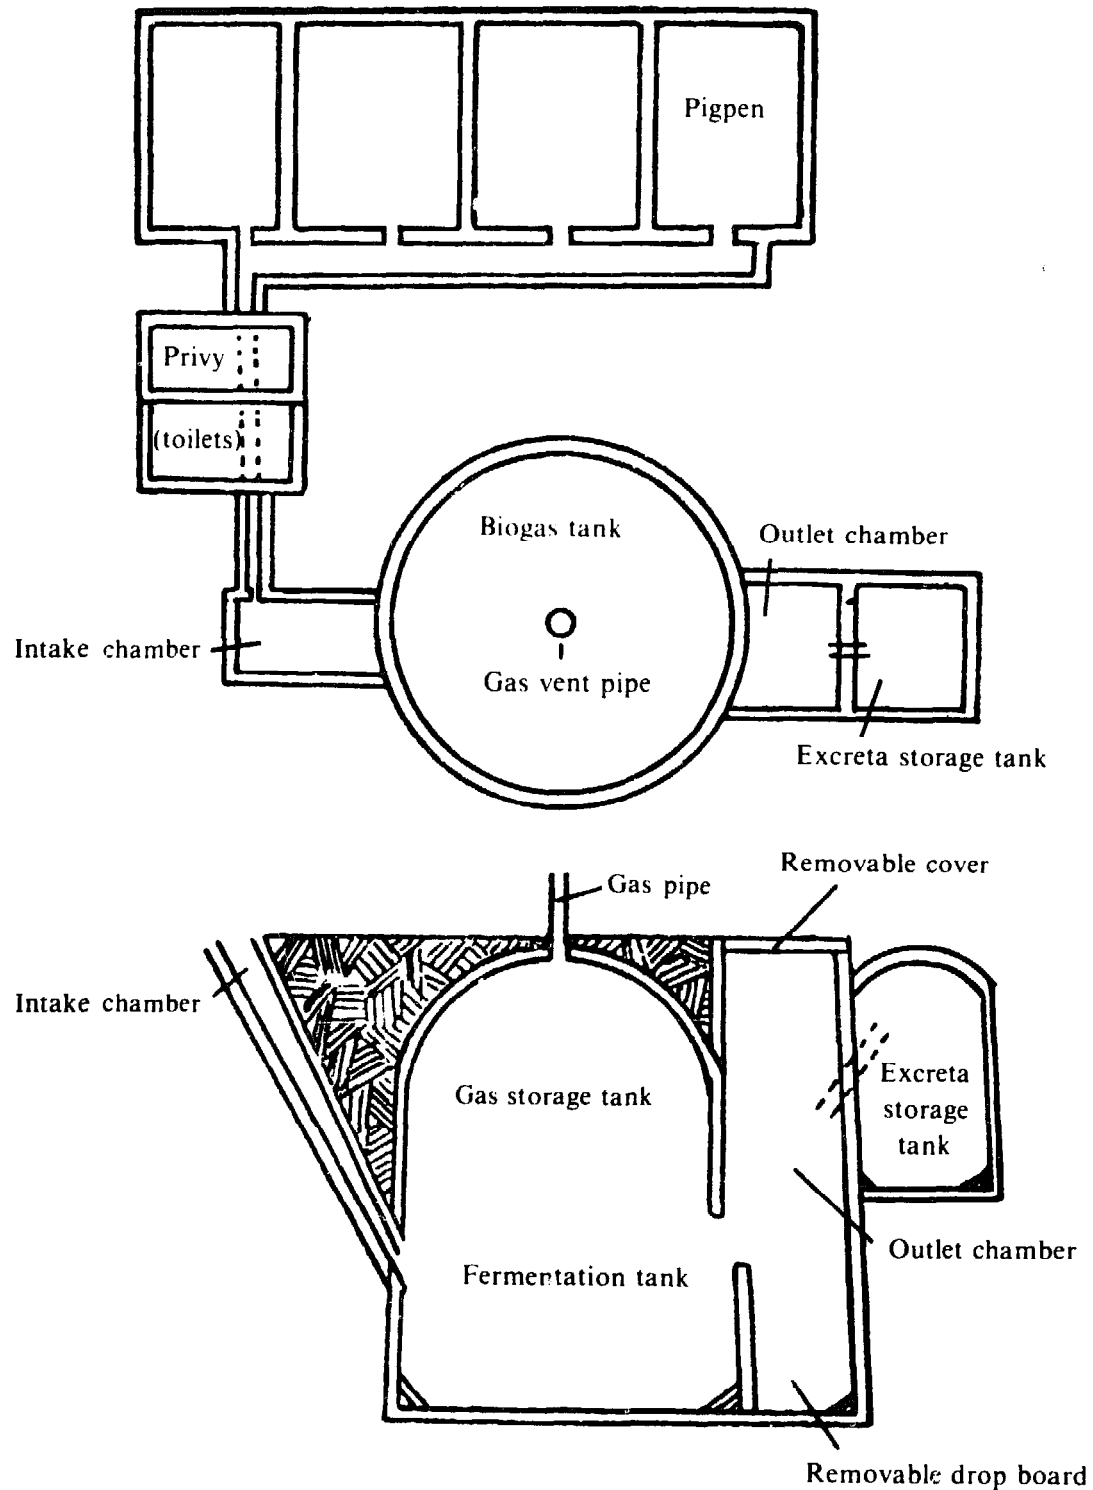 Pigpen
Privy
(toilets)
Biogas tank
Outlet chamber
Intake chamber
Gas vent pipe
Excreta storage tank
Removable cover
Gas pipe
Intake chamber
Excreta
storage
tank
Gas storage tank
Outlet chamber
Fermentation tank
Removable drop board